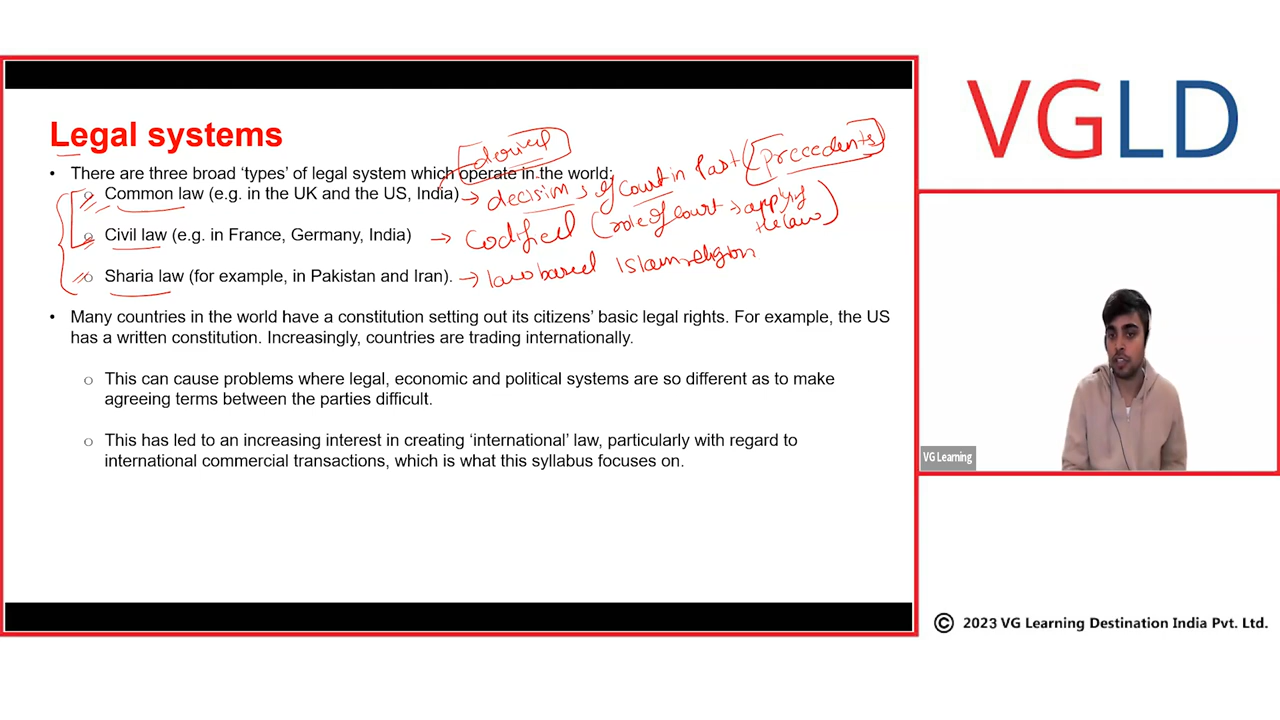 VGLD
Legal systems
derived
• There are three broad ‘types’ of legal system which operate in the world:
o Common law (e.g. in the UK and the US, India) → decisions of court in past (precedents)
o Civil law (e.g. in France, Germany, India) → codified (role of court → applying the law)
o Sharia law (for example, in Pakistan and Iran). → law based Islam religion
• Many countries in the world have a constitution setting out its citizens’ basic legal rights. For example, the US
has a written constitution. Increasingly, countries are trading internationally.
o This can cause problems where legal, economic and political systems are so different as to make
agreeing terms between the parties difficult.
o This has led to an increasing interest in creating ‘international’ law, particularly with regard to
international commercial transactions, which is what this syllabus focuses on.
VG Learning
© 2023 VG Learning Destination India Pvt. Ltd.